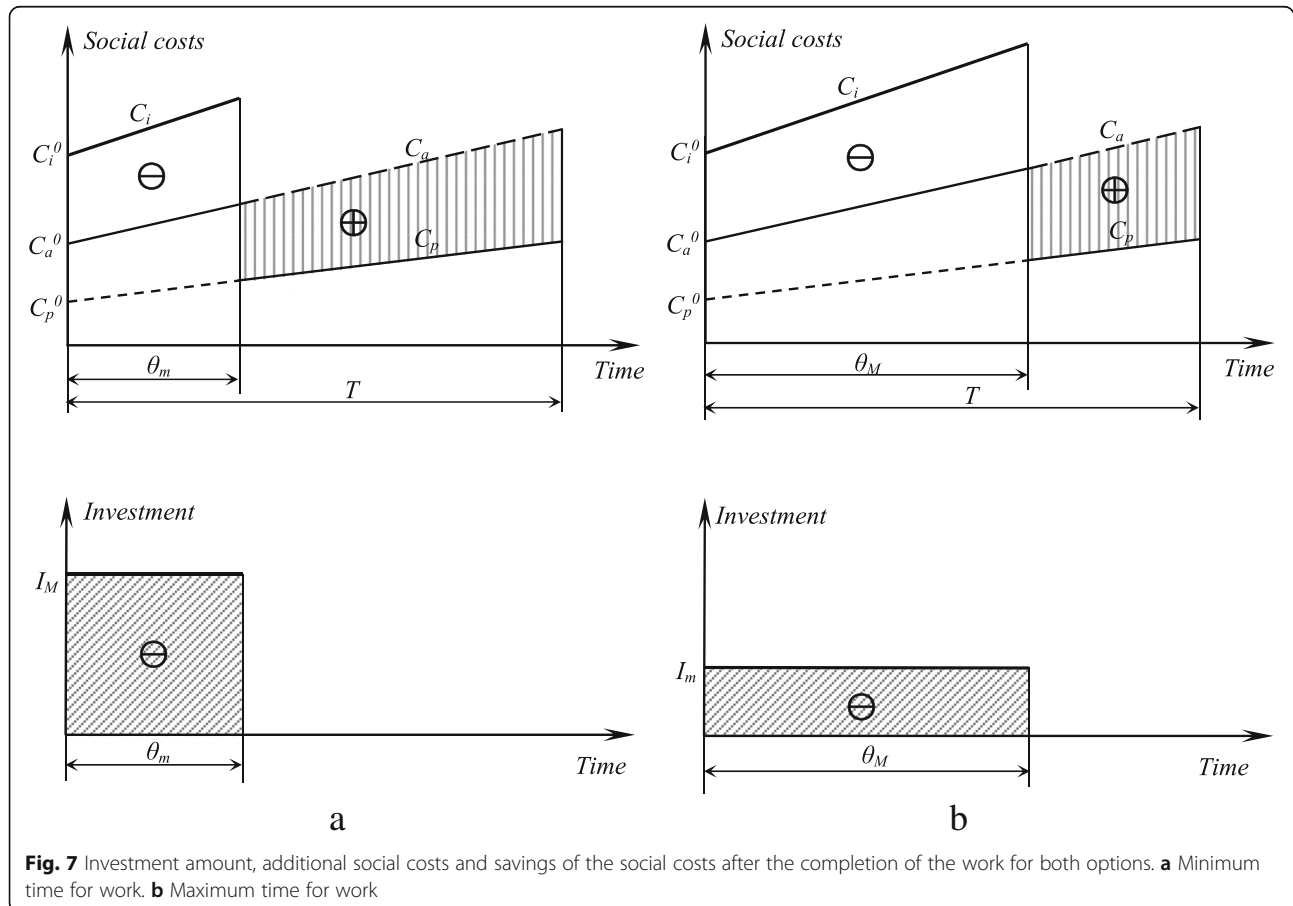 Social costs
C_i
C_i^0
C_a
C_a^0
C_p
C_p^0
Time
θ_m
T
Social costs
C_i
C_i^0
C_a
C_a^0
C_p
C_p^0
Time
θ_M
T
Investment
I_M
θ_m
Time
a
Investment
I_m
θ_M
Time
b
Fig. 7 Investment amount, additional social costs and savings of the social costs after the completion of the work for both options. a Minimum
time for work. b Maximum time for work